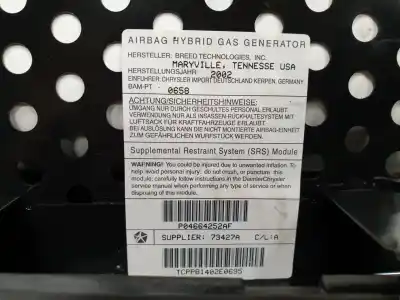 AIRBAG HYBRID GAS GENERATOR
HERSTELLER: BREED TECHNOLOGIES, INC.
MARYVILLE, TENNESSE USA
HERSTELLUNGSJAHR: 2002
EINFUHRER: CHRYSLER IMPORT DEUTSCHLAND KERPEN, GERMANY
BAM-PT 0658
ACHTUNG/SICHERHEITSHINWEISE:
UMGANG NUR DURCH GESCHULTES PERSONAL ERLAUBT.
VERWENDUNG NUR ALS INSASSEN-RÜCKHALTESYSTEM MIT
LUFTSACK FÜR KRAFTFAHRZEUGE ERLAUBT.
BEI AUSLÖSUNG KANN DIE NICHT MONTIERTE AIRBAG-EINHEIT
ZUM GEFÄHRLICHEN WURFSTÜCK WERDEN.
Supplemental Restraint System (SRS) Module
WARNING! You could be injured due to unwanted inflation. To
help avoid personal injury, do not crush, or puncture this
module, and carefully follow instructions in the DaimlerChrysler
service manual when performing any type of service or when
disposing of this module.
P04664252AF
SUPPLIER: 73427A C/L:A
TCPPB1402E0695